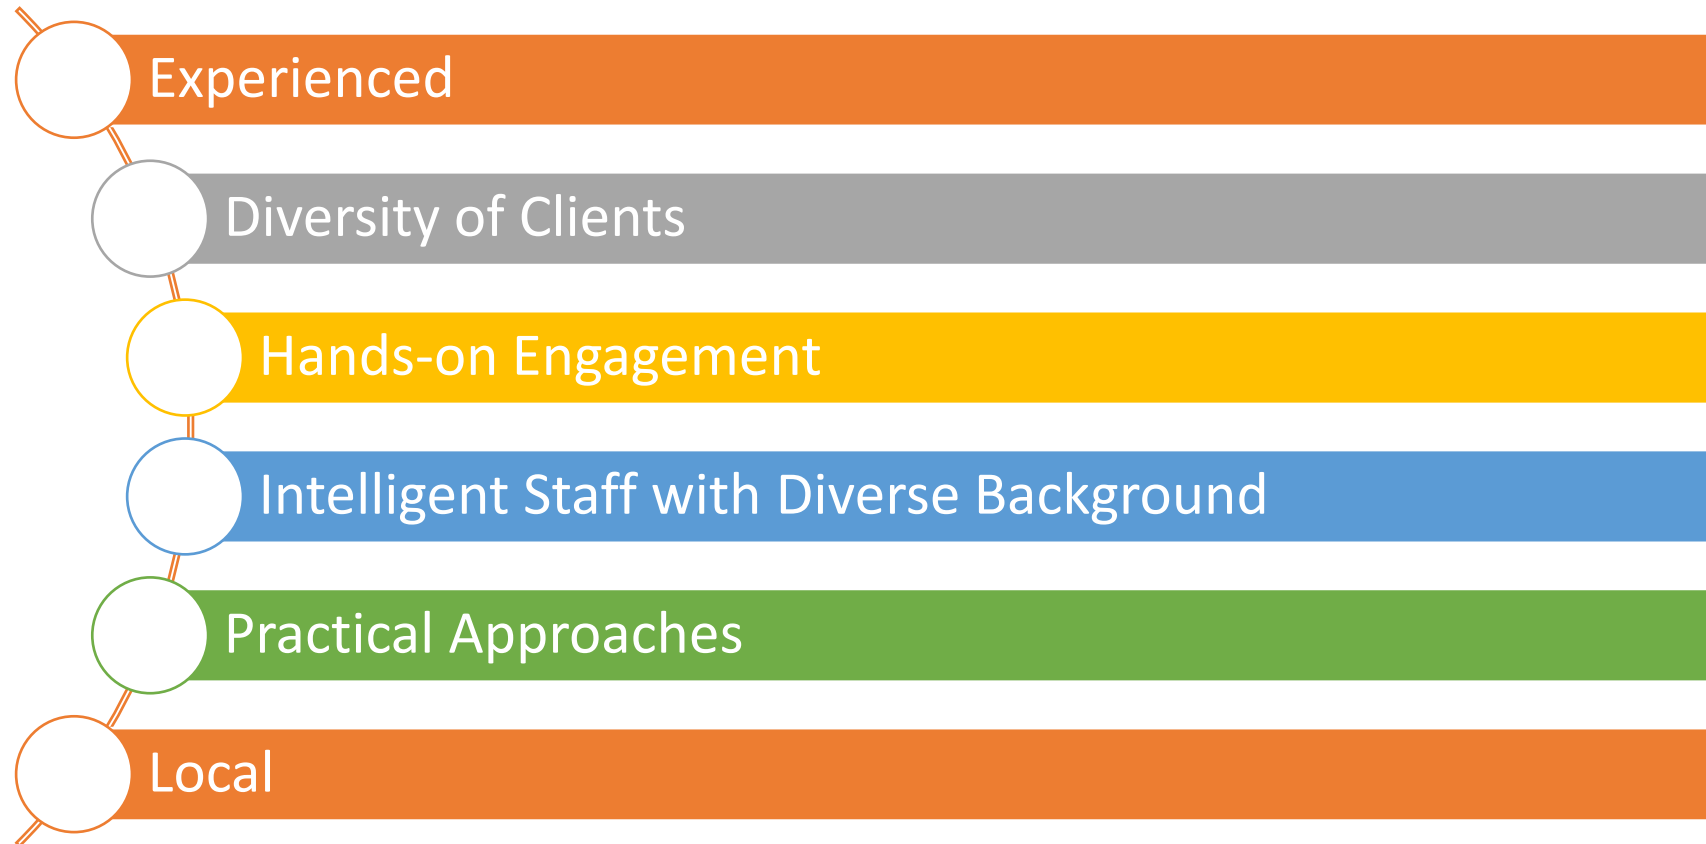 Experienced
Diversity of Clients
Hands-on Engagement
Intelligent Staff with Diverse Background
Practical Approaches
Local